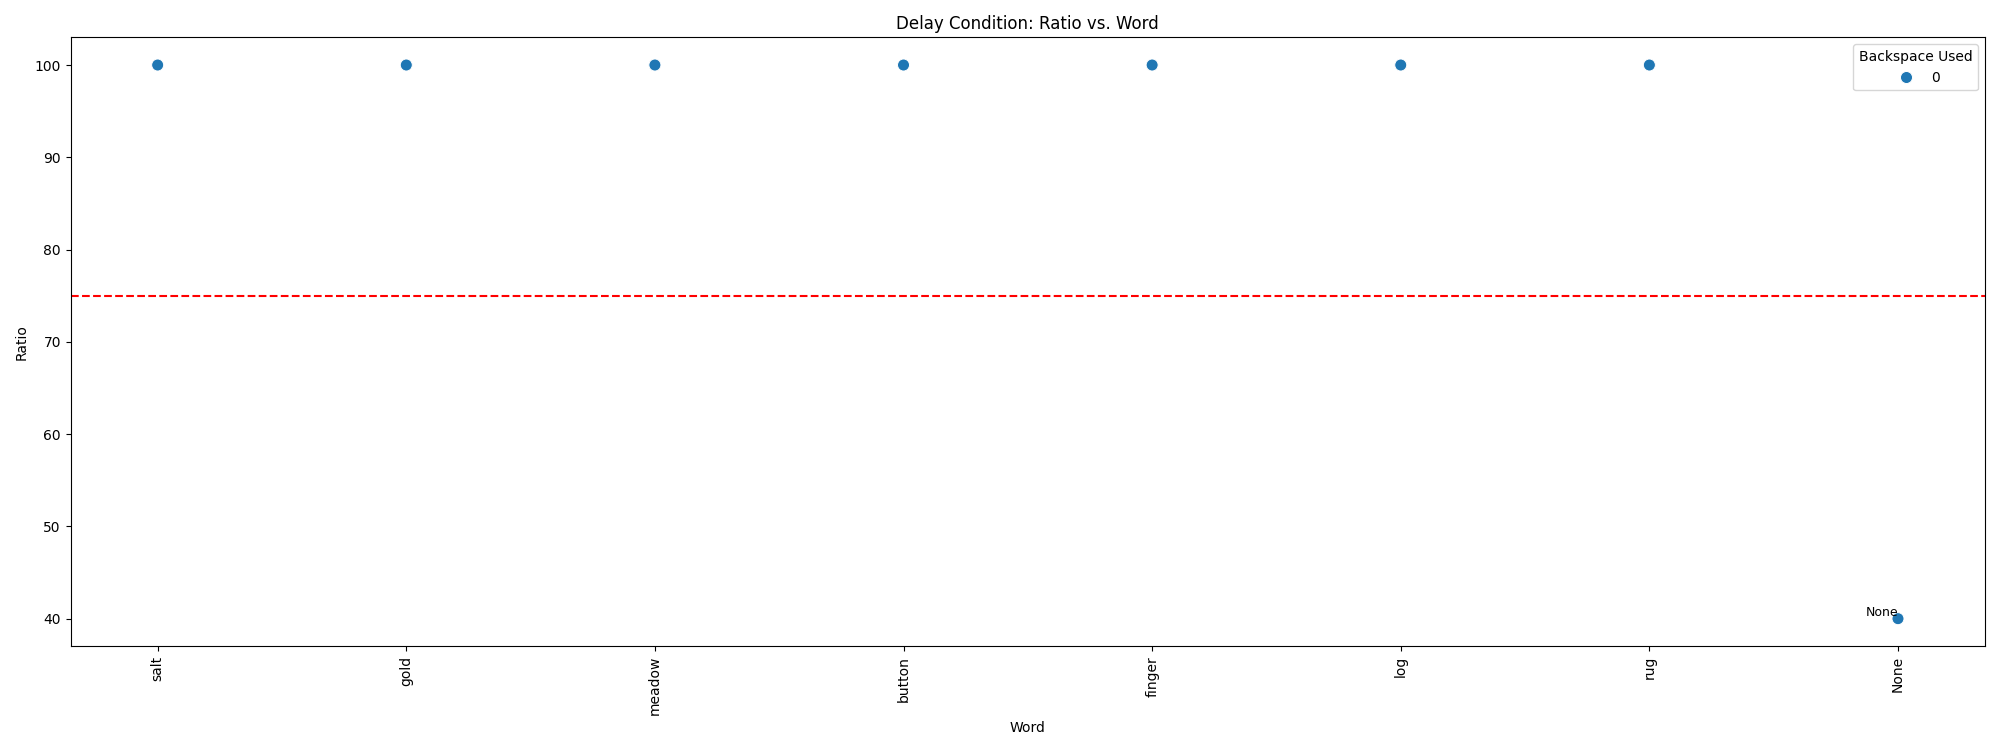 Delay Condition: Ratio vs. Word
Backspace Used
0
100
90
80
70
60
50
40
Ratio
None
salt
gold
meadow
button
finger
log
rug
None
Word